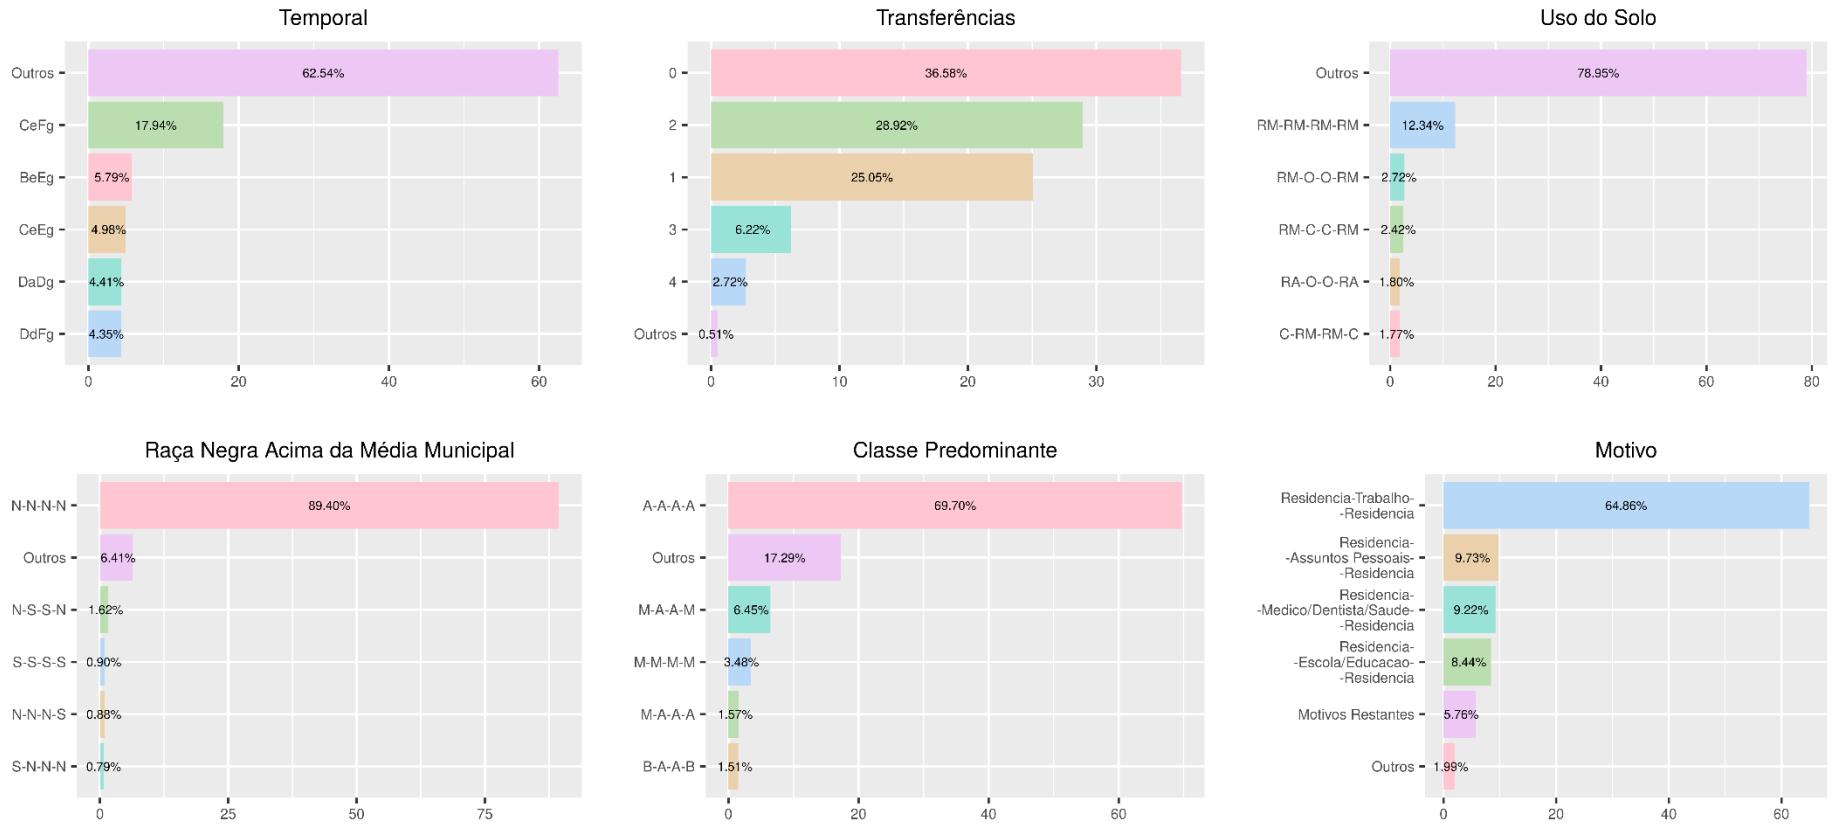 Temporal
Outros
62.54%
CeFg
17.94%
BeEg
5.79%
CeEg
4.98%
DaDg
4.41%
DdFg
4.35%
0 20 40 60
Transferências
0
36.58%
2
28.92%
1
25.05%
3
6.22%
4
2.72%
Outros
0.51%
0 10 20 30
Uso do Solo
Outros
78.95%
RM-RM-RM-RM
12.34%
RM-O-O-RM
2.72%
RM-C-C-RM
2.42%
RA-O-O-RA
1.80%
C-RM-RM-C
1.77%
0 20 40 60 80
Raça Negra Acima da Média Municipal
N-N-N-N
89.40%
Outros
6.41%
N-S-S-N
1.62%
S-S-S-S
0.90%
N-N-N-S
0.88%
S-N-N-N
0.79%
0 25 50 75
Classe Predominante
A-A-A-A
69.70%
Outros
17.29%
M-A-A-M
6.45%
M-M-M-M
3.48%
M-A-A-A
1.57%
B-A-A-B
1.51%
0 20 40 60
Motivo
Residencia-Trabalho-
-Residencia
64.86%
Residencia-
-Assuntos Pessoais-
-Residencia
9.73%
Residencia-
-Medico/Dentista/Saude-
-Residencia
9.22%
Residencia-
-Escola/Educacao-
-Residencia
8.44%
Motivos Restantes
5.76%
Outros
1.99%
0 20 40 60